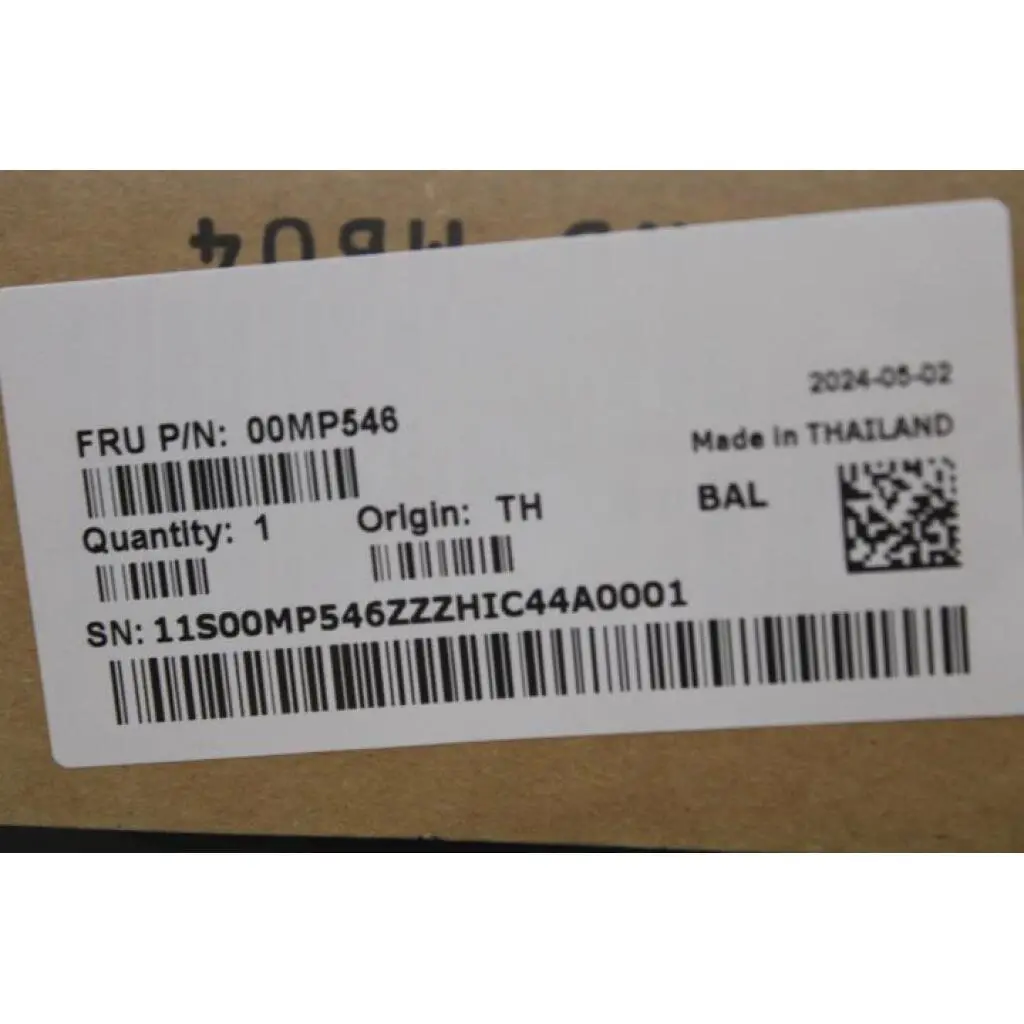 2024-05-02
FRU P/N: 00MP546
Made in THAILAND
Quantity: 1
Origin: TH
BAL
SN: 11S00MP546ZZZHIC44A0001